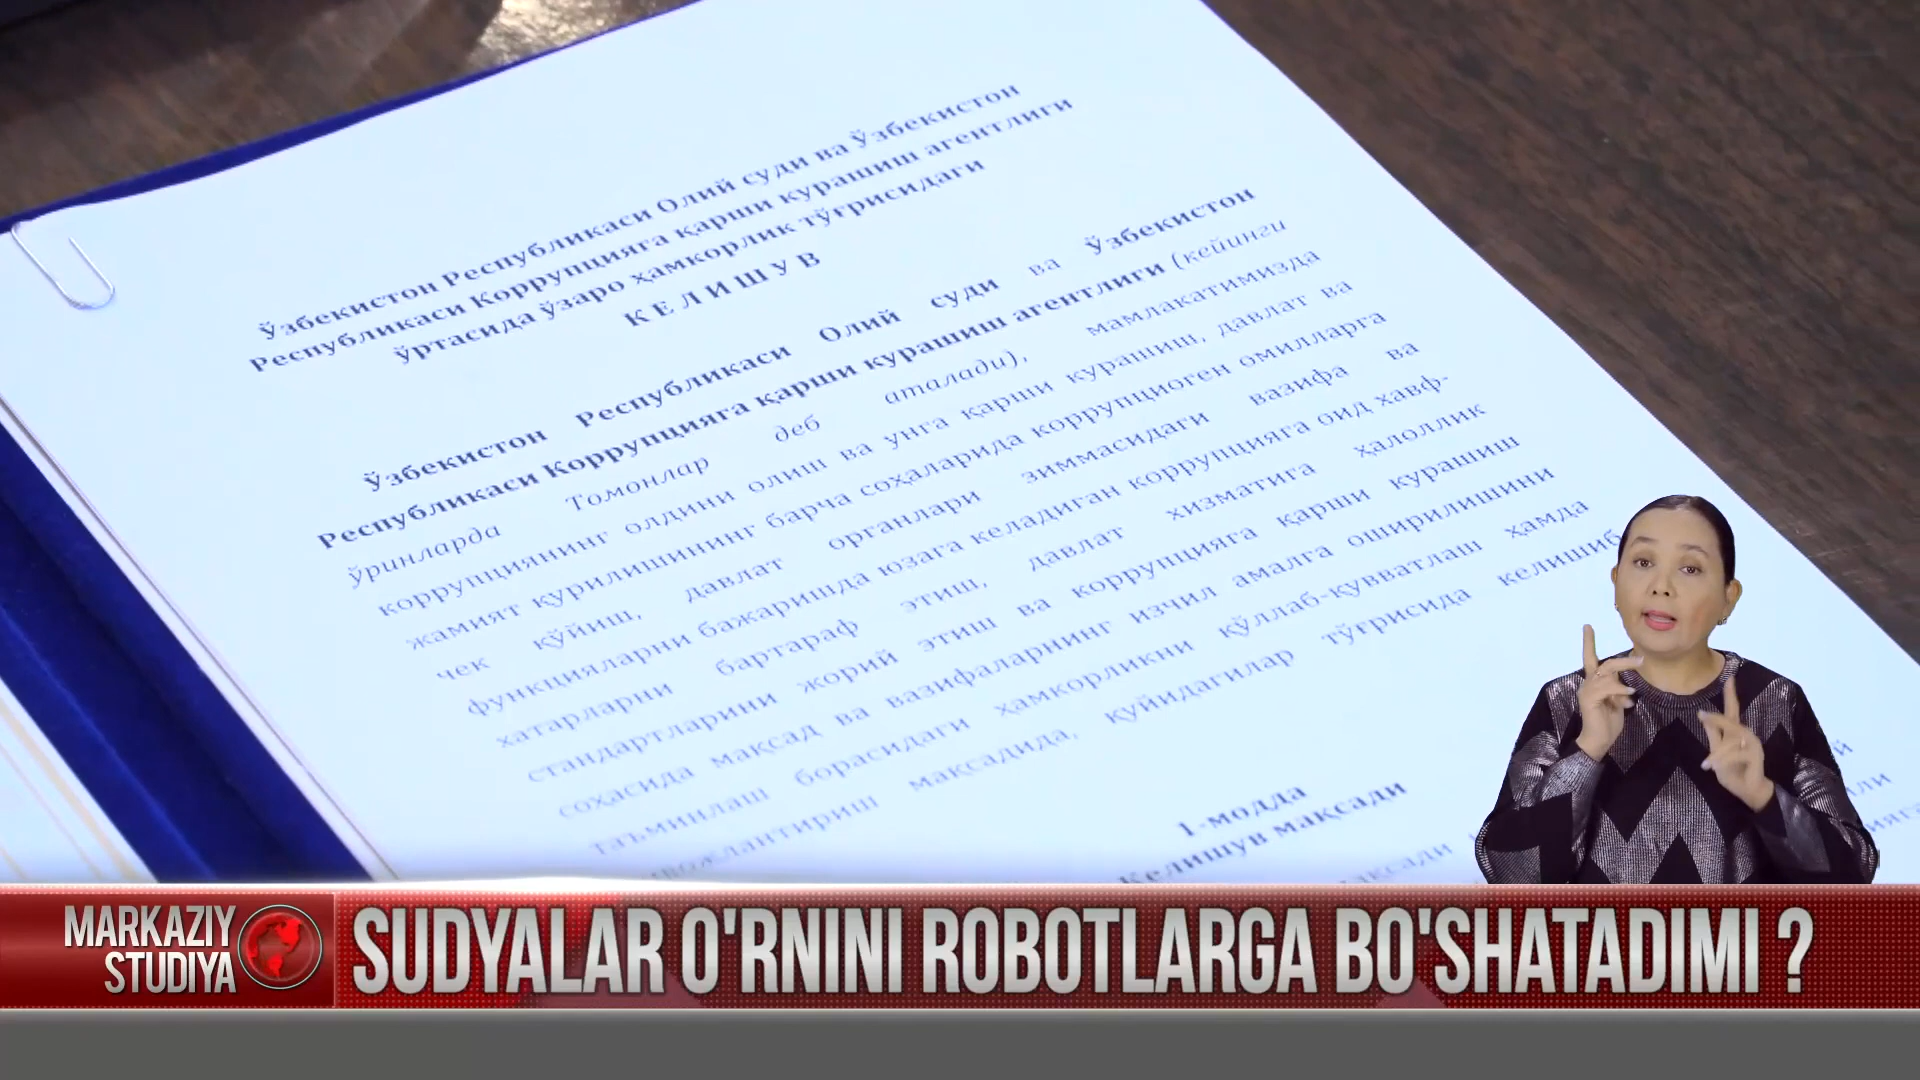 Ўзбекистон Республикаси Олий суди ва Ўзбекистон
Республикаси Коррупцияга қарши курашиш агентлиги
ўртасида ўзаро ҳамкорлик тўғрисидаги
К Е Л И Ш У В
Ўзбекистон Республикаси Олий суди ва Ўзбекистон
Республикаси Коррупцияга қарши курашиш агентлиги (кейинги
ўринларда Томонлар деб аталади), мамлакатимизда
коррупциянинг олдини олиш ва унга қарши курашиш, давлат ва
жамият қурилишининг барча соҳаларида коррупциоген омилларга
чек қўйиш, давлат органлари зиммасидаги вазифа ва
функцияларни бажаришда юзага келадиган коррупцияга оид хавф-
хатарларни бартараф этиш, давлат хизматига ҳалоллик
стандартларини жорий этиш ва коррупцияга қарши курашиш
соҳасида мақсад ва вазифаларнинг изчил амалга оширилишини
таъминлаш борасидаги ҳамкорликни қўллаб-қувватлаш ҳамда
мақсадида, қуйидагилар тўғрисида келишиб
1-модда
Келишув мақсади
MARKAZIY
STUDIYA
SUDYALAR O'RNINI ROBOTLARGA BO'SHATADIMI ?